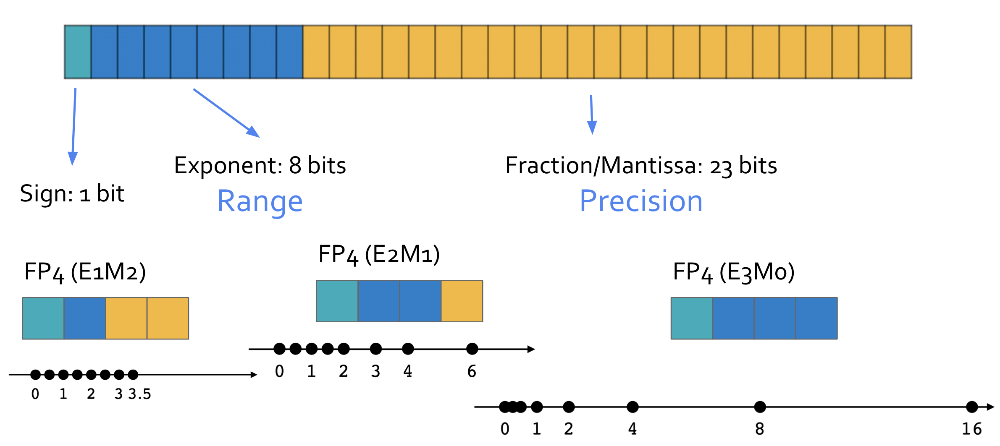 Sign: 1 bit
Exponent: 8 bits
Range
Fraction/Mantissa: 23 bits
Precision
FP4 (E1M2)
0 1 2 3 3.5
FP4 (E2M1)
0 1 2 3 4 6
FP4 (E3M0)
0 1 2 4 8 16